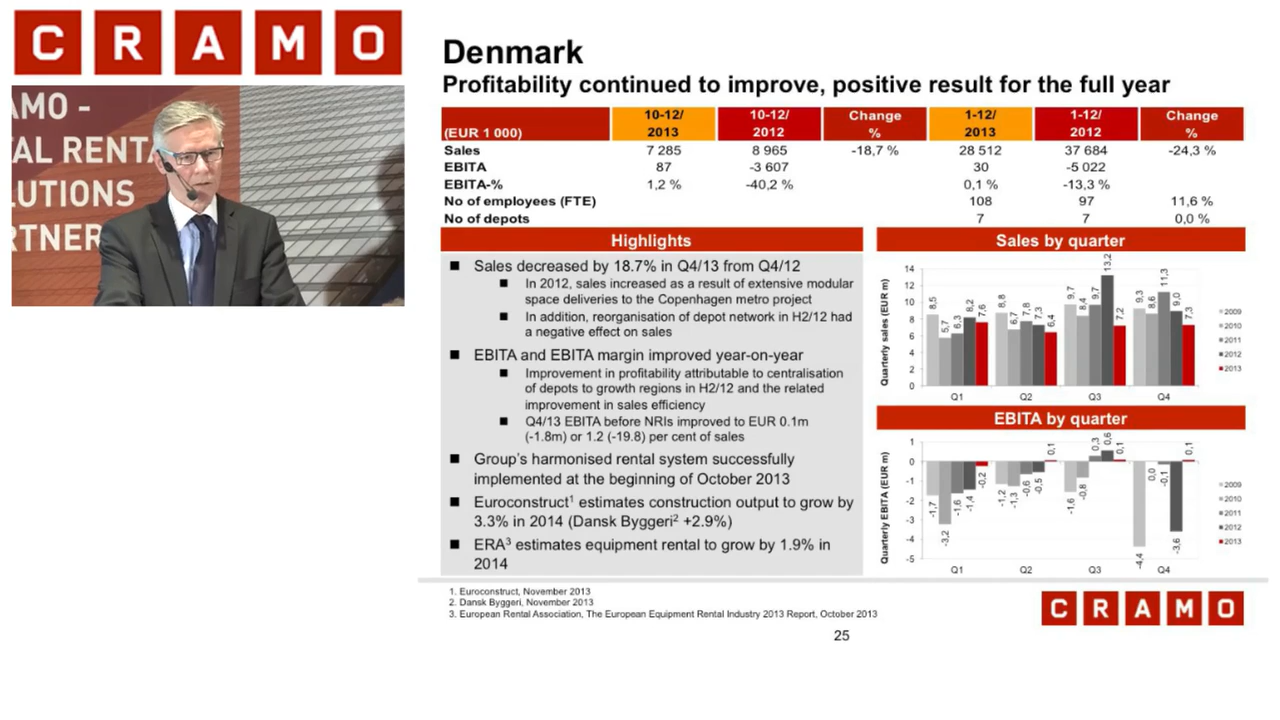 CRAMO
AMO -
AL RENTA
LUTIONS
RTNER
Denmark
Profitability continued to improve, positive result for the full year
(EUR 1 000) 10-12/ 2013 10-12/ 2012 Change % 1-12/ 2013 1-12/ 2012 Change %
Sales 7 285 8 965 -18,7 % 28 512 37 684 -24,3 %
EBITA 87 -3 607 30 -5 022
EBITA-% 1,2 % -40,2 % 0,1 % -13,3 %
No of employees (FTE) 108 97 11,6 %
No of depots 7 7 0,0 %
Highlights
■ Sales decreased by 18.7% in Q4/13 from Q4/12
■ In 2012, sales increased as a result of extensive modular
space deliveries to the Copenhagen metro project
■ In addition, reorganisation of depot network in H2/12 had
a negative effect on sales
■ EBITA and EBITA margin improved year-on-year
■ Improvement in profitability attributable to centralisation
of depots to growth regions in H2/12 and the related
improvement in sales efficiency
■ Q4/13 EBITA before NRIs improved to EUR 0.1m
(-1.8m) or 1.2 (-19.8) per cent of sales
■ Group's harmonised rental system successfully
implemented at the beginning of October 2013
■ Euroconstruct¹ estimates construction output to grow by
3.3% in 2014 (Dansk Byggeri² +2.9%)
■ ERA³ estimates equipment rental to grow by 1.9% in
2014
Sales by quarter
Quarterly sales (EUR m)
14
12
10
8
6
4
2
0
8,5 5,7 6,3 8,2 7,6
8,8 6,7 7,8 7,3 6,4
9,7 8,4 9,7 13,2 7,2
9,3 8,6 11,3 9,0 7,3
Q1 Q2 Q3 Q4
2009
2010
2011
2012
2013
EBITA by quarter
Quarterly EBITA (EUR m)
1
0
-1
-2
-3
-4
-5
-1,7 -3,2 -1,6 -1,4 -0,2
-1,2 -1,3 -0,6 -0,5 0,1
-1,6 -0,8 0,3 0,6 0,1
-4,4 0,0 -0,1 -3,6 0,1
Q1 Q2 Q3 Q4
2009
2010
2011
2012
2013
1. Euroconstruct, November 2013
2. Dansk Byggeri, November 2013
3. European Rental Association, The European Equipment Rental Industry 2013 Report, October 2013
CRAMO
25